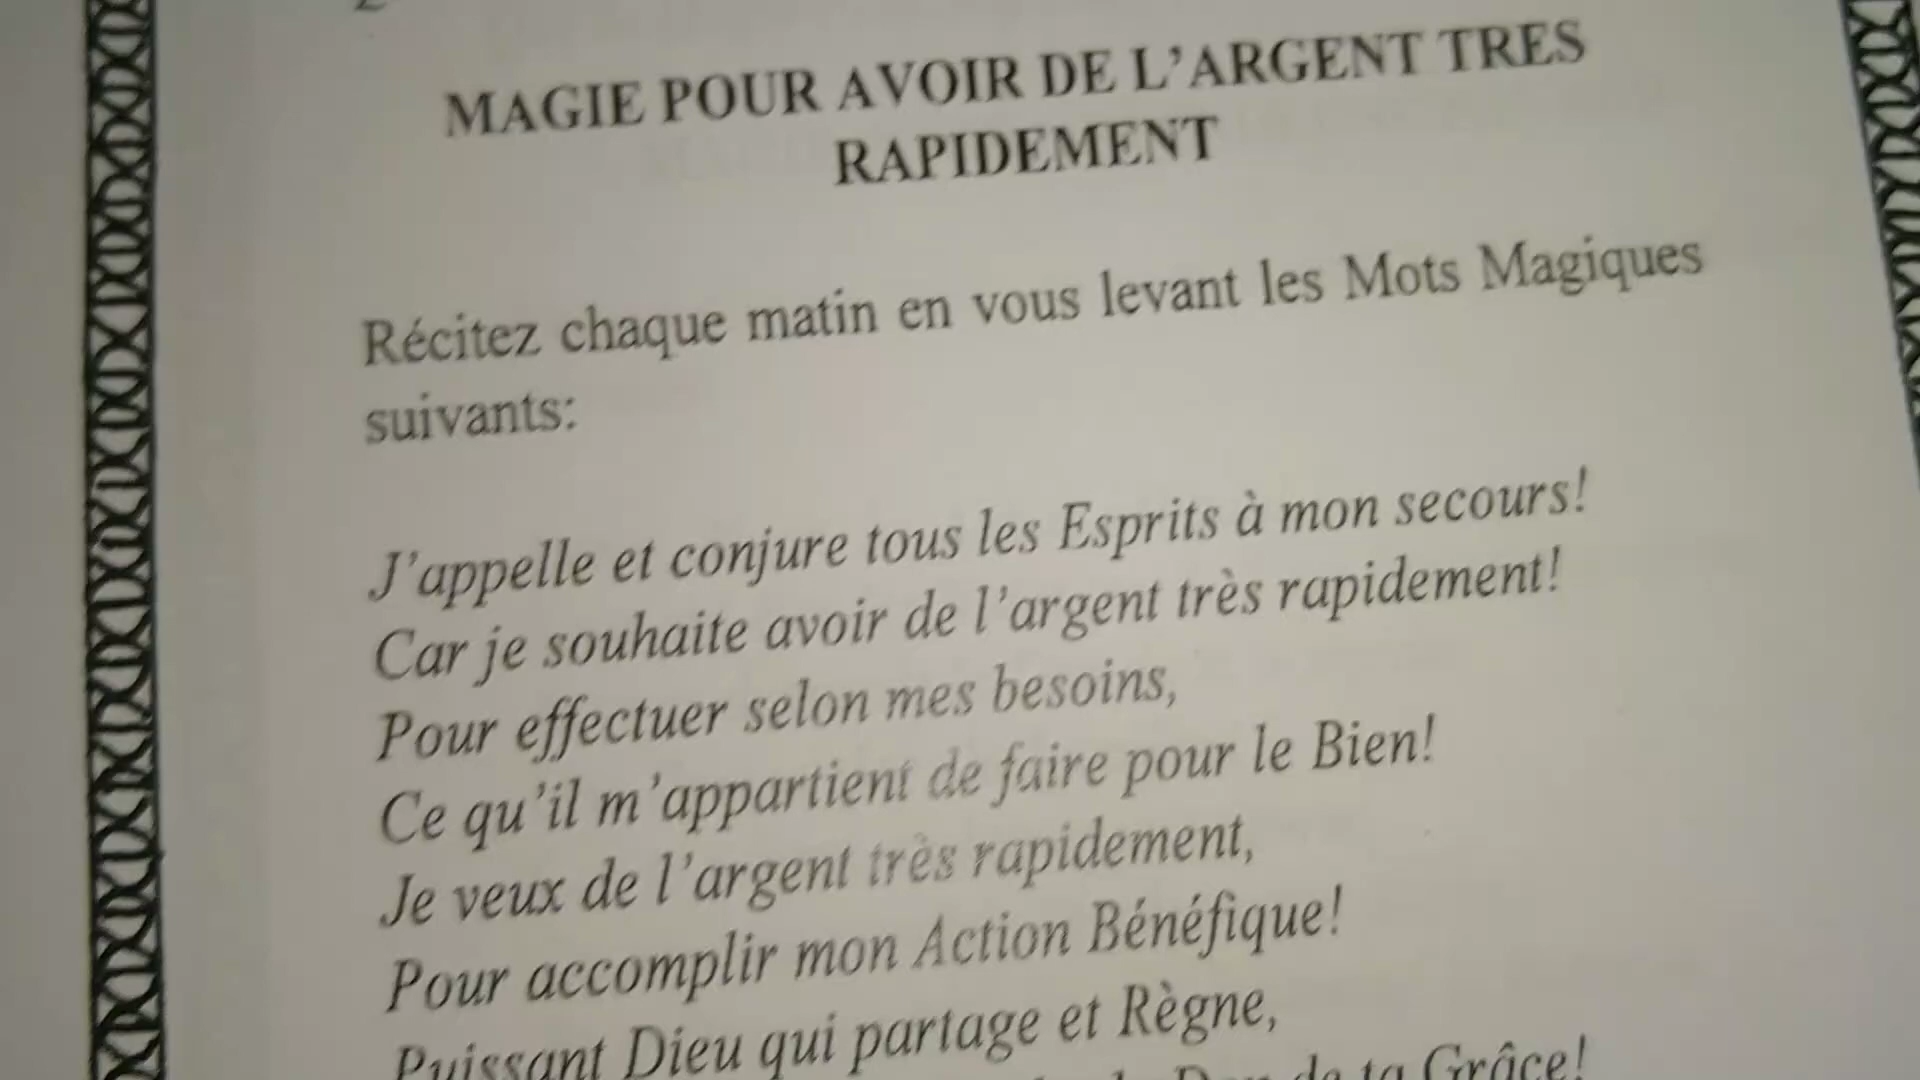 MAGIE POUR AVOIR DE L'ARGENT TRES
RAPIDEMENT
Récitez chaque matin en vous levant les Mots Magiques
suivants:
J'appelle et conjure tous les Esprits à mon secours!
Car je souhaite avoir de l'argent très rapidement!
Pour effectuer selon mes besoins,
Ce qu'il m'appartient de faire pour le Bien!
Je veux de l'argent très rapidement,
Pour accomplir mon Action Bénéfique!
Puissant Dieu qui partage et Règne,
de ta Grâce!